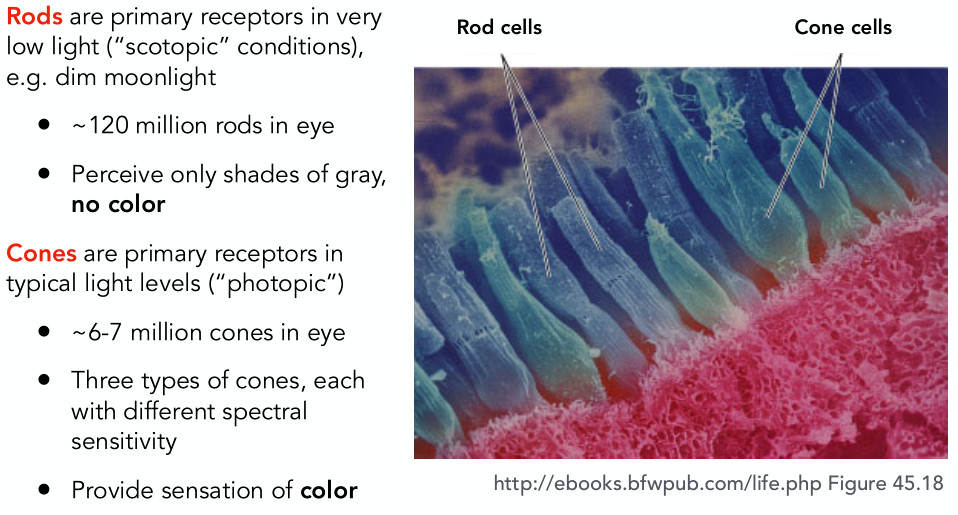 Rods are primary receptors in very
low light (“scotopic” conditions),
e.g. dim moonlight
● ~120 million rods in eye
● Perceive only shades of gray,
no color
Cones are primary receptors in
typical light levels (“photopic”)
● ~6-7 million cones in eye
● Three types of cones, each
with different spectral
sensitivity
● Provide sensation of color
Rod cells
Cone cells
http://ebooks.bfwpub.com/life.php Figure 45.18